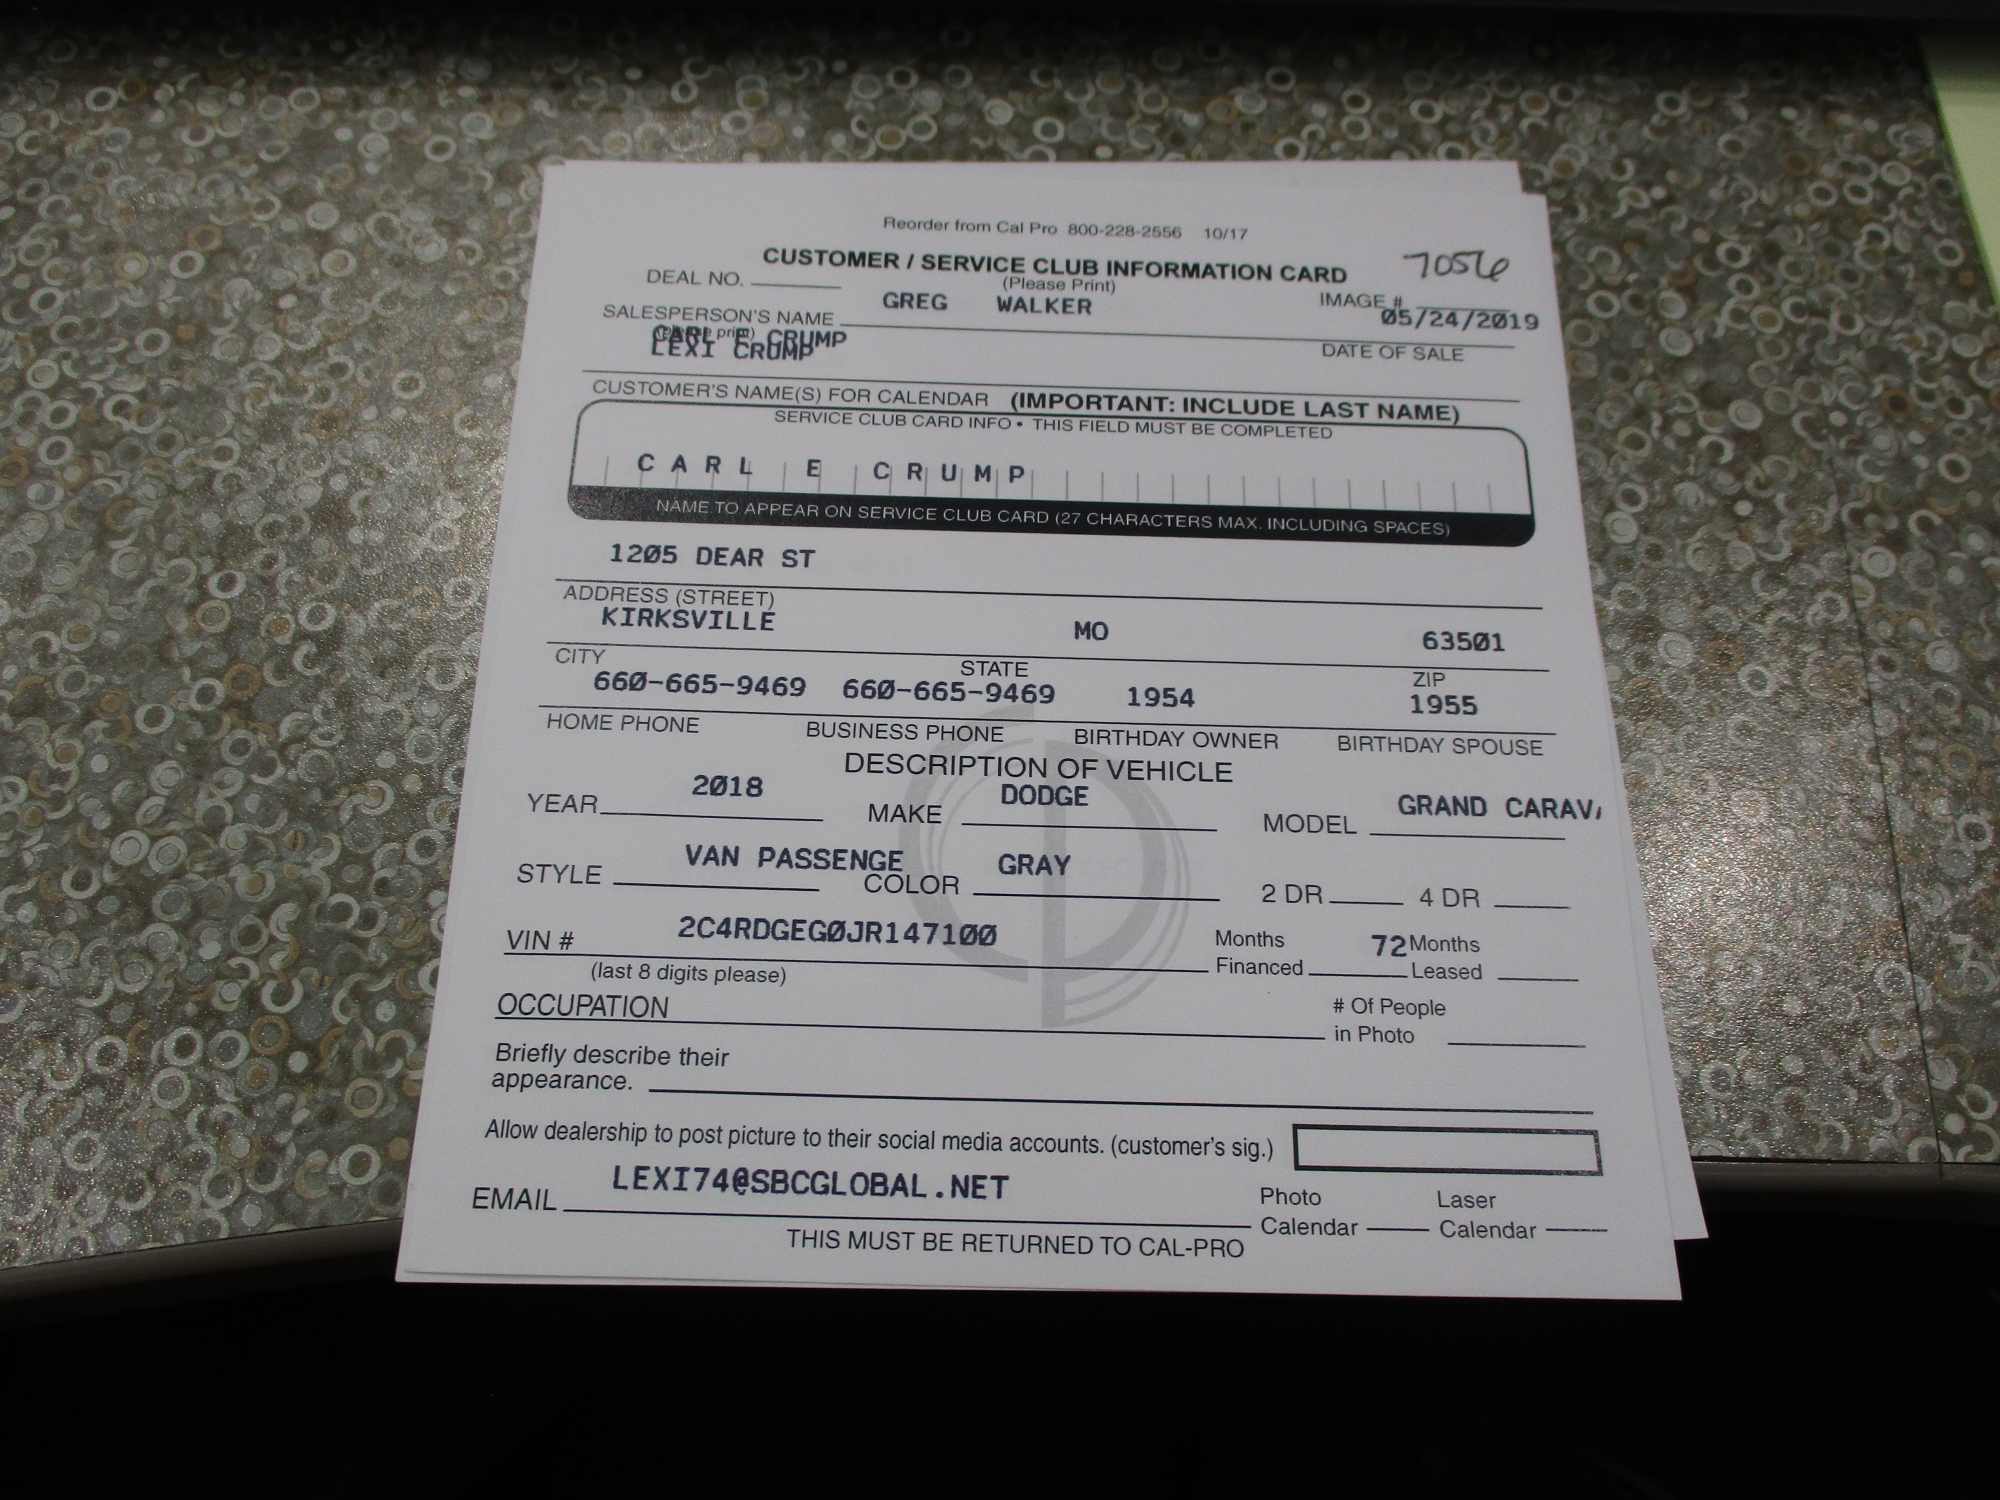 Reorder from Cal Pro 800-228-2556 10/17
CUSTOMER / SERVICE CLUB INFORMATION CARD
7056
DEAL NO.
(Please Print)
IMAGE #
SALESPERSON'S NAME GREG WALKER
05/24/2019
(please print)
CARL E CRUMP
LEXI CRUMP
DATE OF SALE
CUSTOMER'S NAME(S) FOR CALENDAR (IMPORTANT: INCLUDE LAST NAME)
SERVICE CLUB CARD INFO • THIS FIELD MUST BE COMPLETED
CARL E CRUMP
NAME TO APPEAR ON SERVICE CLUB CARD (27 CHARACTERS MAX. INCLUDING SPACES)
1205 DEAR ST
ADDRESS (STREET)
KIRKSVILLE MO 63501
CITY STATE ZIP
660-665-9469 660-665-9469 1954 1955
HOME PHONE BUSINESS PHONE BIRTHDAY OWNER BIRTHDAY SPOUSE
DESCRIPTION OF VEHICLE
YEAR 2018 MAKE DODGE MODEL GRAND CARAV
STYLE VAN PASSENGE COLOR GRAY 2 DR 4 DR
VIN # 2C4RDGEG0JR147100 Months Financed 72 Months Leased
(last 8 digits please)
OCCUPATION # Of People in Photo
Briefly describe their
appearance.
Allow dealership to post picture to their social media accounts. (customer's sig.)
EMAIL LEXI74@SBCGLOBAL.NET Photo Calendar Laser Calendar
THIS MUST BE RETURNED TO CAL-PRO